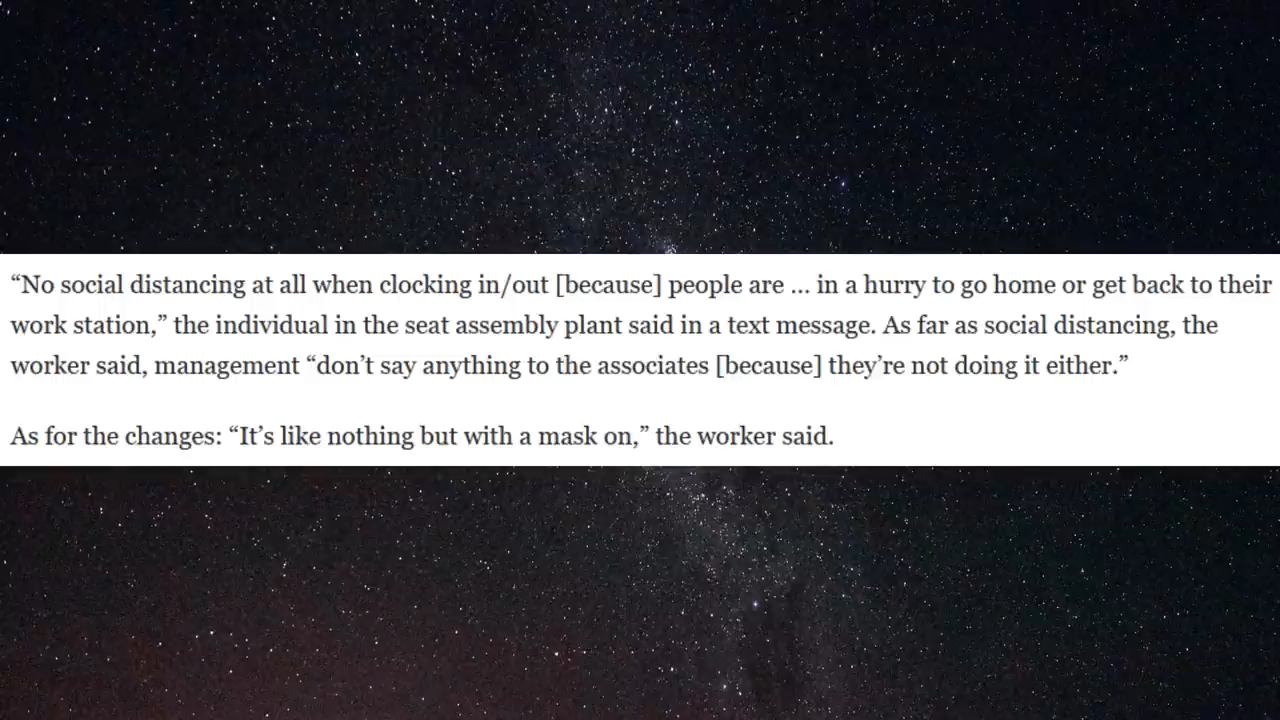 “No social distancing at all when clocking in/out [because] people are ... in a hurry to go home or get back to their
work station,” the individual in the seat assembly plant said in a text message. As far as social distancing, the
worker said, management “don’t say anything to the associates [because] they’re not doing it either.”
As for the changes: “It’s like nothing but with a mask on,” the worker said.